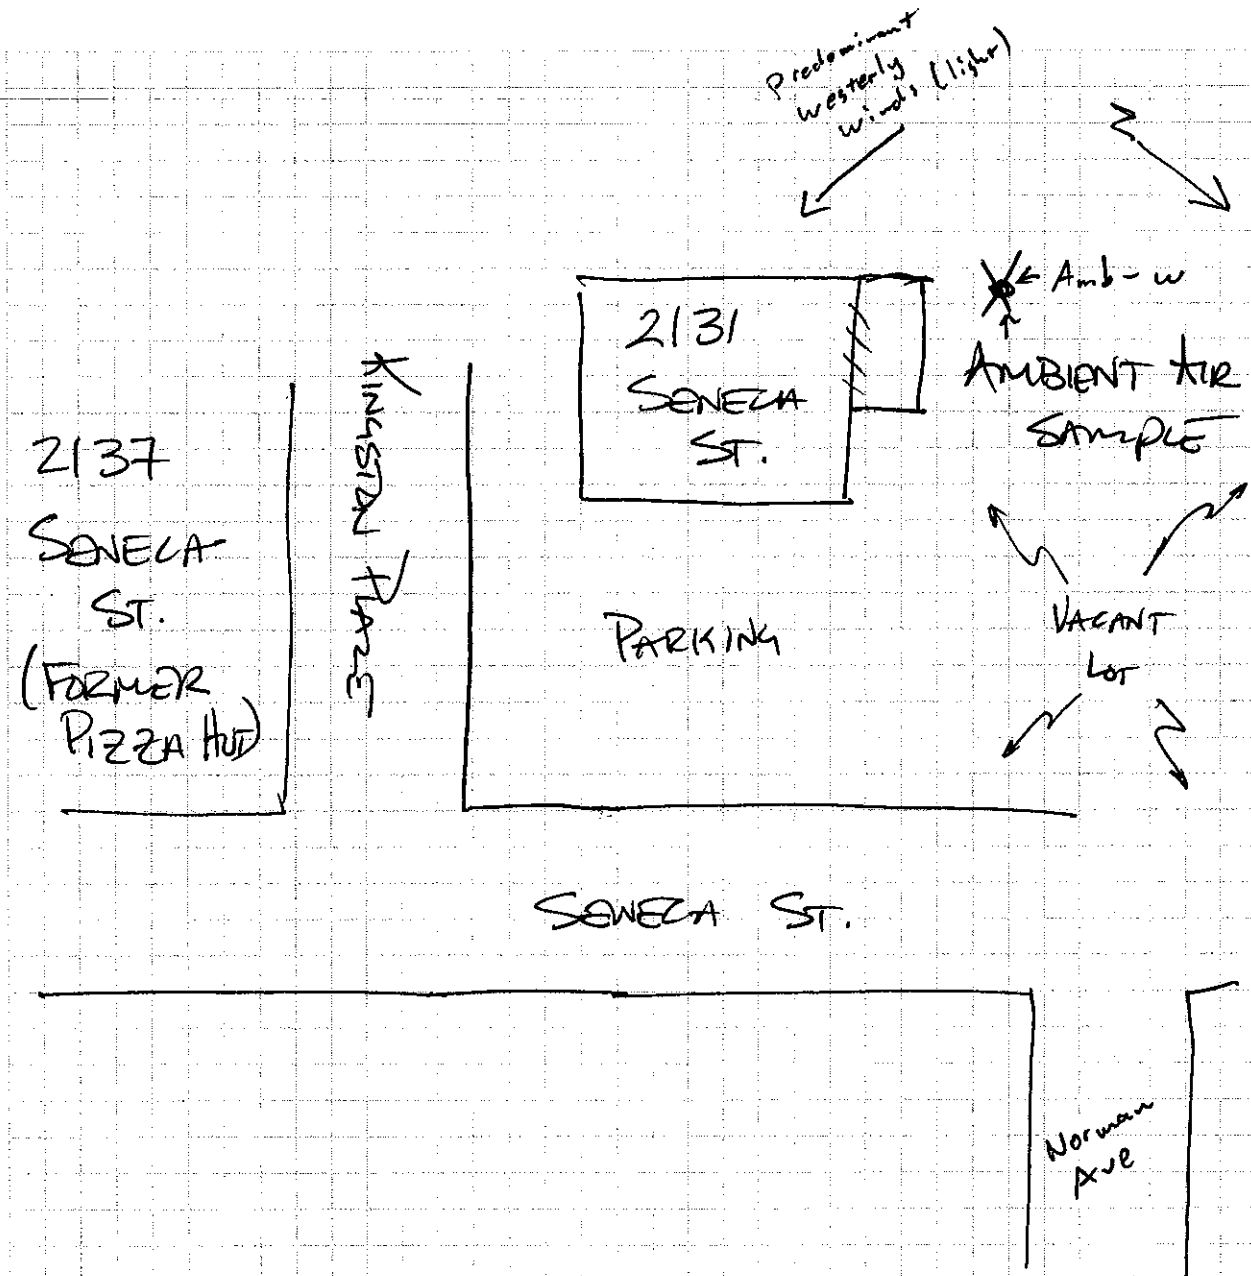 Predominant
westerly
winds (light)
Amb-w
AMBIENT AIR
SAMPLE
2131
SENECA
ST.
KINGSTON PLACE
2137
SENECA
ST.
(FORMER
PIZZA HUT)
PARKING
VACANT
LOT
SENECA ST.
Norman
Ave